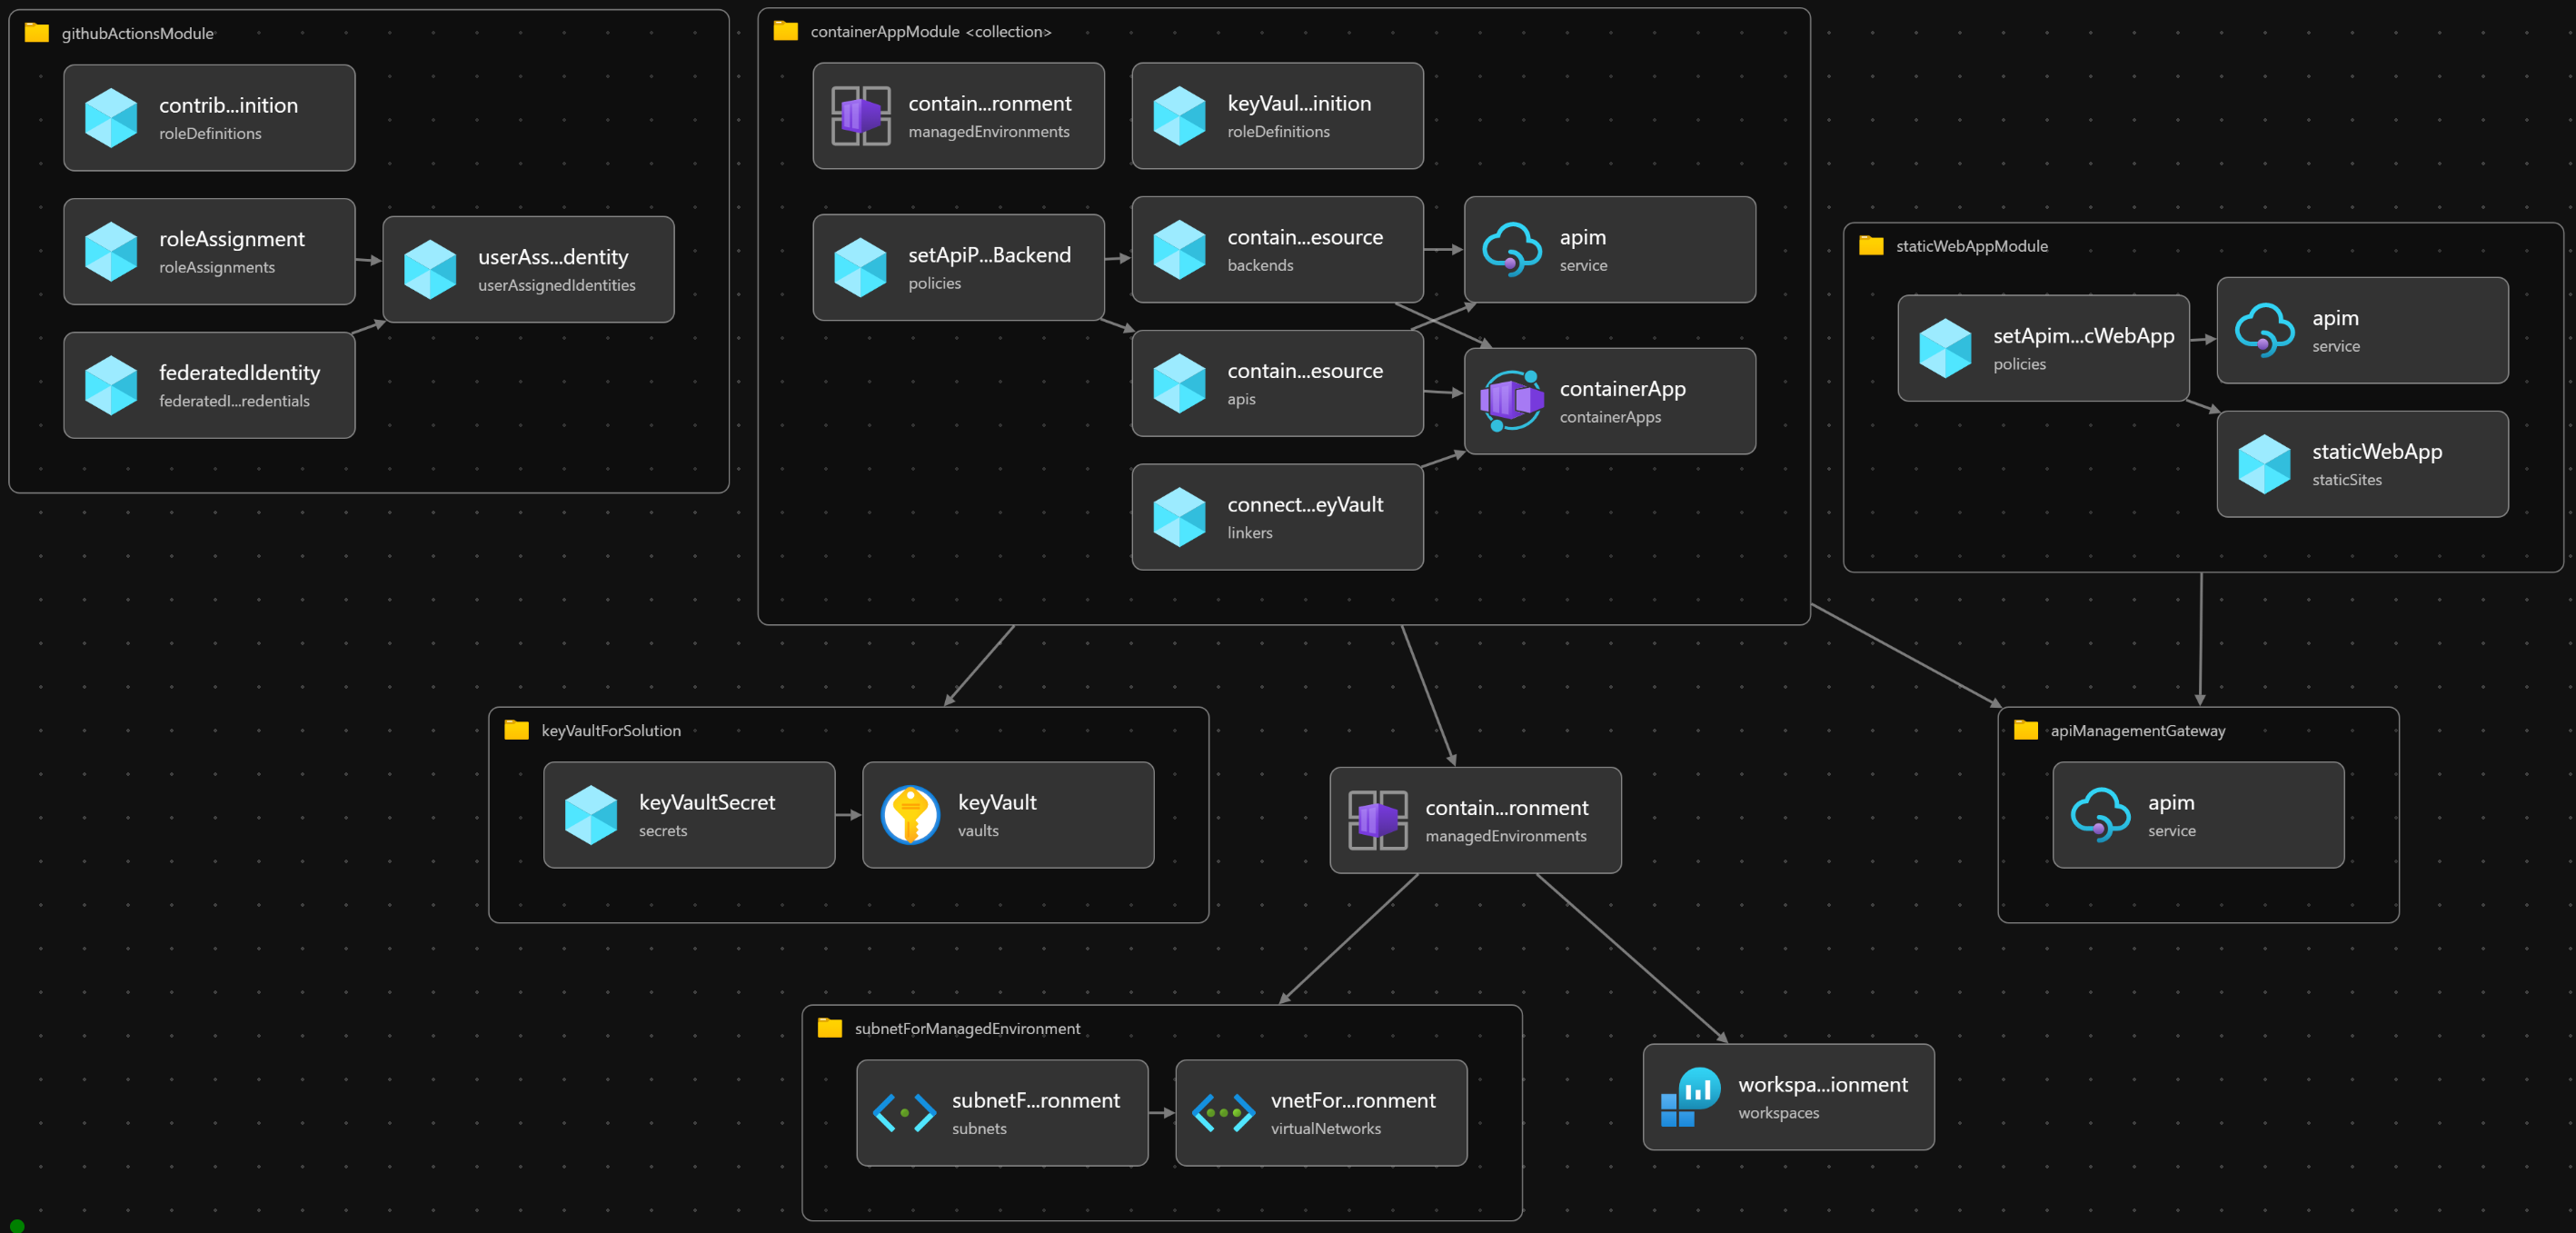 githubActionsModule
contrib...inition
roleDefinitions
roleAssignment
roleAssignments
userAss...dentity
userAssignedIdentities
federatedIdentity
federatedI...redentials
containerAppModule <collection>
contain...ronment
managedEnvironments
keyVaul...inition
roleDefinitions
setApiP...Backend
policies
contain...esource
backends
apim
service
contain...esource
apis
containerApp
containerApps
connect...eyVault
linkers
staticWebAppModule
setApim...cWebApp
policies
apim
service
staticWebApp
staticSites
keyVaultForSolution
keyVaultSecret
secrets
keyVault
vaults
contain...ronment
managedEnvironments
apiManagementGateway
apim
service
subnetForManagedEnvironment
subnetF...ronment
subnets
vnetFor...ronment
virtualNetworks
workspa...ionment
workspaces